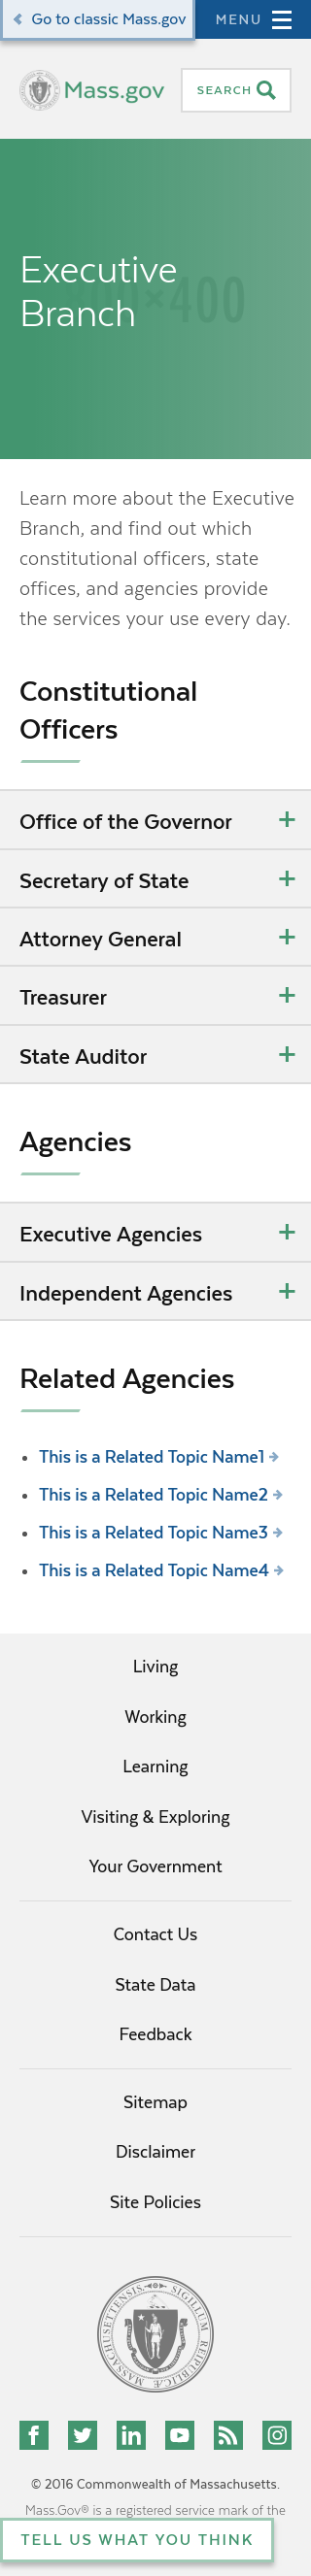 Go to classic Mass.gov
MENU
Mass.gov
SEARCH
Executive
Branch
×400
Learn more about the Executive
Branch, and find out which
constitutional officers, state
offices, and agencies provide
the services your use every day.
Constitutional
Officers
Office of the Governor
Secretary of State
Attorney General
Treasurer
State Auditor
Agencies
Executive Agencies
Independent Agencies
Related Agencies
This is a Related Topic Name1
This is a Related Topic Name2
This is a Related Topic Name3
This is a Related Topic Name4
Living
Working
Learning
Visiting & Exploring
Your Government
Contact Us
State Data
Feedback
Sitemap
Disclaimer
Site Policies
© 2016 Commonwealth of Massachusetts.
Mass.Gov® is a registered service mark of the
TELL US WHAT YOU THINK